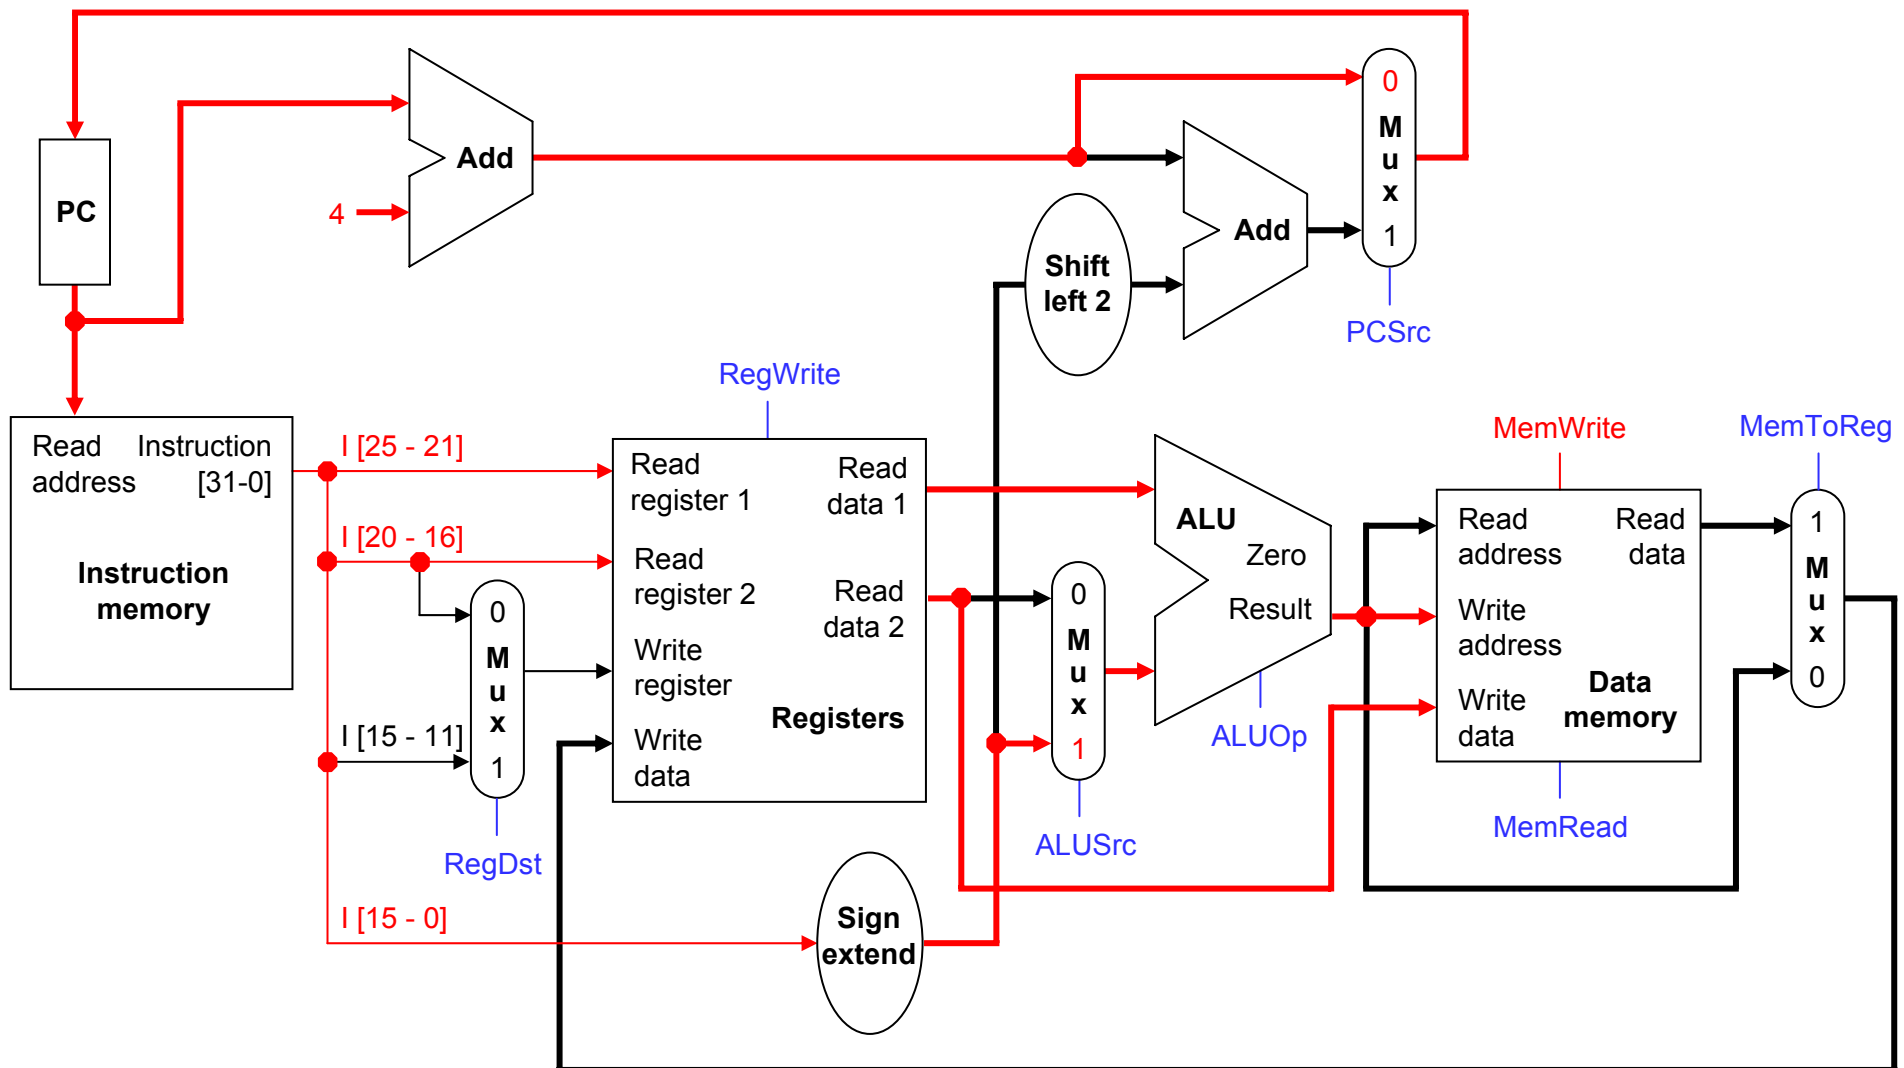 0
M
u
x
1
Add
PC
4
Add
Shift
left 2
PCSrc
RegWrite
Read
address
Instruction
[31-0]
Instruction
memory
I [25 - 21]
I [20 - 16]
I [15 - 11]
I [15 - 0]
0
M
u
x
1
RegDst
Read
register 1
Read
data 1
Read
register 2
Read
data 2
Write
register
Write
data
Registers
Sign
extend
0
M
u
x
1
ALUSrc
ALU
Zero
Result
ALUOp
MemWrite
Read
address
Read
data
Write
address
Write
data
Data
memory
MemRead
MemToReg
1
M
u
x
0